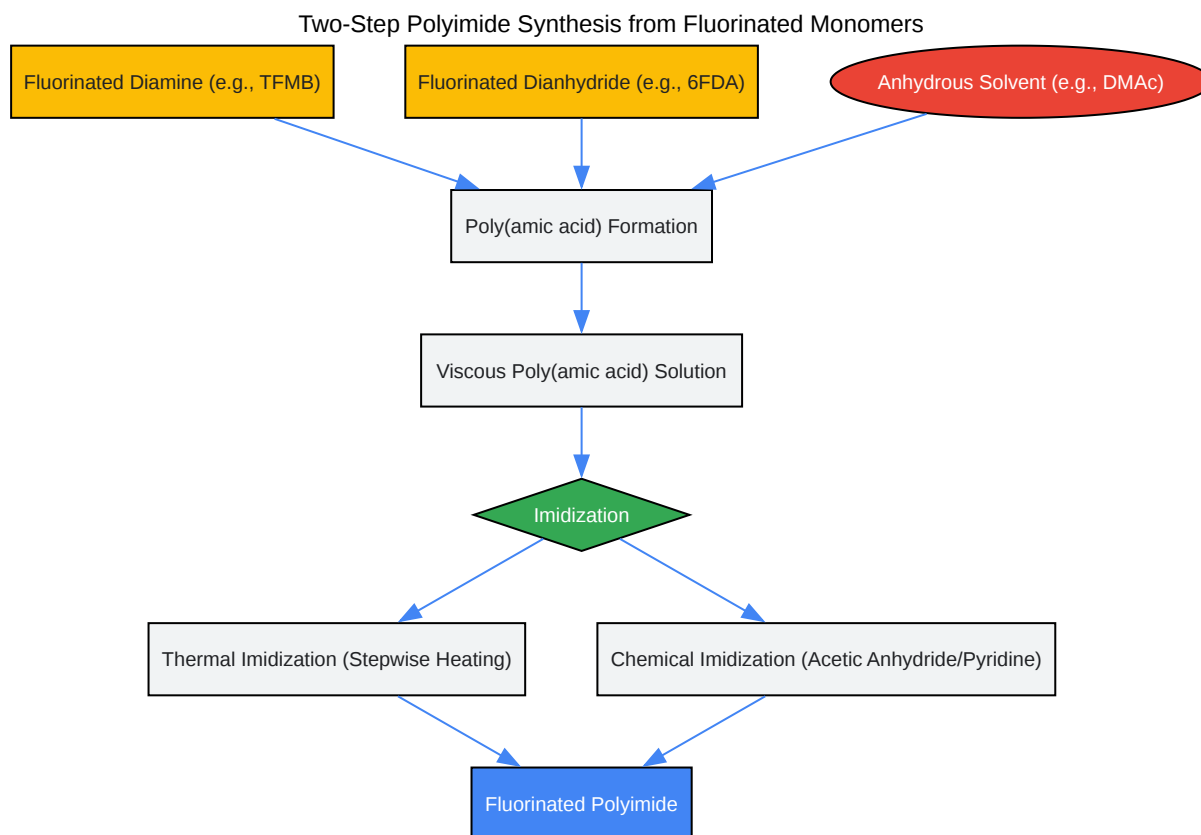 Two-Step Polyimide Synthesis from Fluorinated Monomers
Fluorinated Diamine (e.g., TFMB)
Fluorinated Dianhydride (e.g., 6FDA)
Anhydrous Solvent (e.g., DMAc)
Poly(amic acid) Formation
Viscous Poly(amic acid) Solution
Imidization
Thermal Imidization (Stepwise Heating)
Chemical Imidization (Acetic Anhydride/Pyridine)
Fluorinated Polyimide